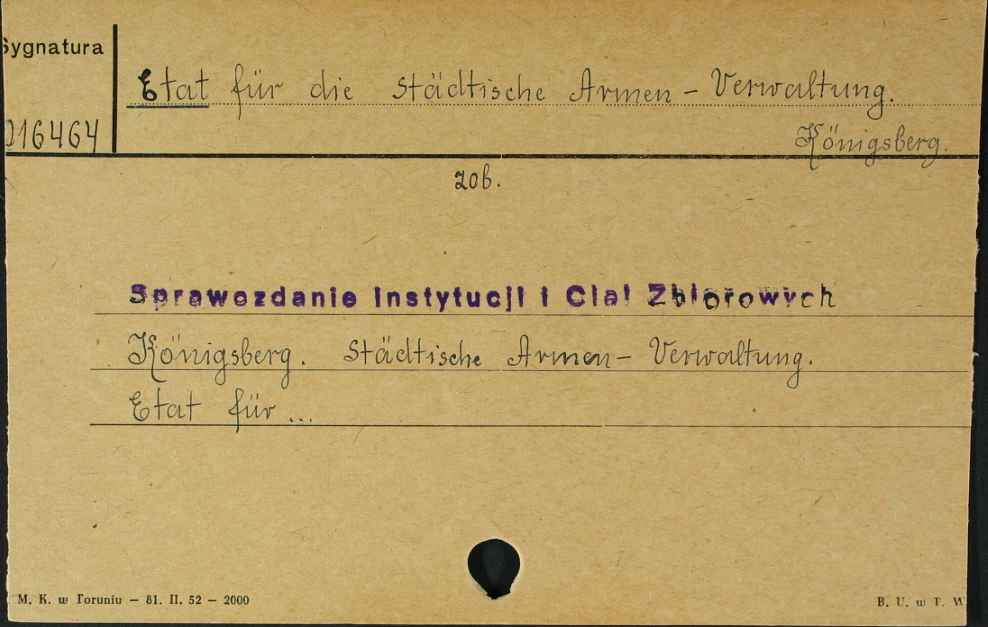 Sygnatura
Etat für die Städtische Armen - Verwaltung.
016464
Königsberg.
zob.
Sprawozdanie Instytucji i Ciał Zbiorowych
Königsberg. Städtische Armen - Verwaltung.
Etat für ...
M. K. w Toruniu — 81. II. 52 — 2000
B. U. w T. W